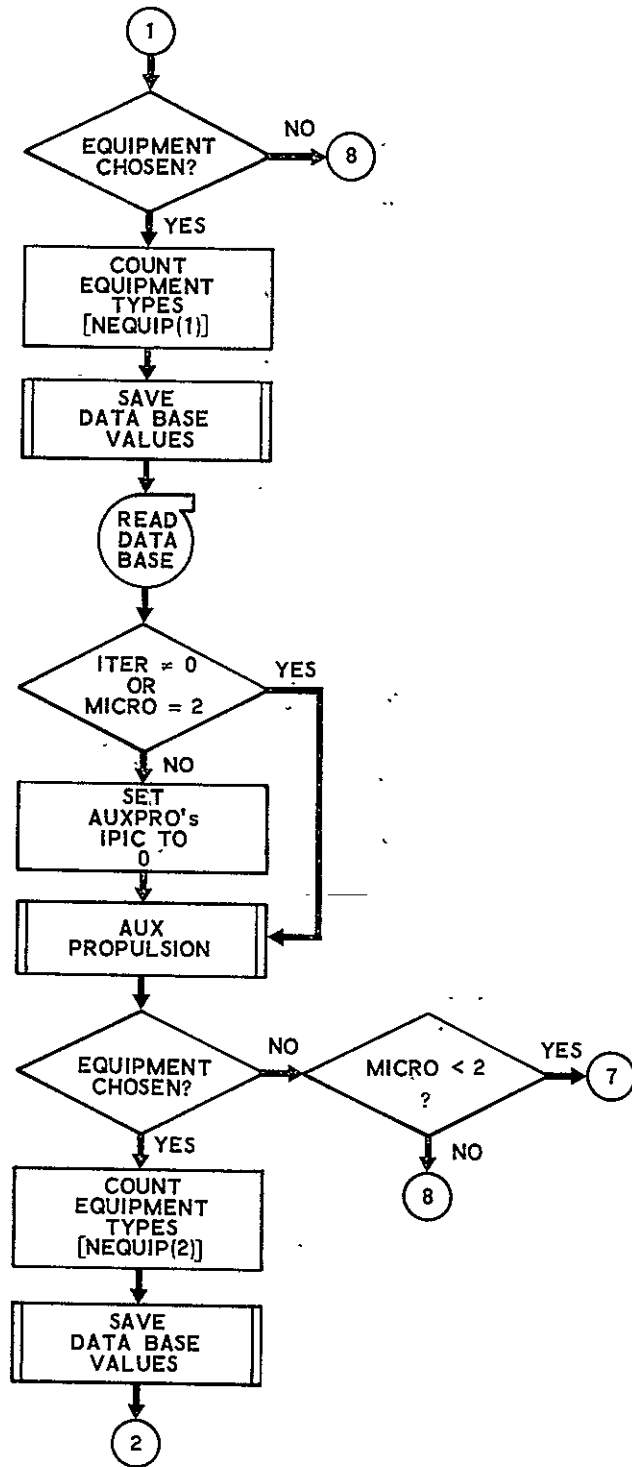 1
EQUIPMENT
CHOSEN?
NO
8
YES
COUNT
EQUIPMENT
TYPES
[NEQUIP(1)]
SAVE
DATA BASE
VALUES
READ
DATA
BASE
ITER ≠ 0
OR
MICRO = 2
YES
NO
SET
AUXPRO's
IPIC TO
0
AUX
PROPULSION
EQUIPMENT
CHOSEN?
NO
MICRO < 2
?
YES
7
NO
8
YES
COUNT
EQUIPMENT
TYPES
[NEQUIP(2)]
SAVE
DATA BASE
VALUES
2